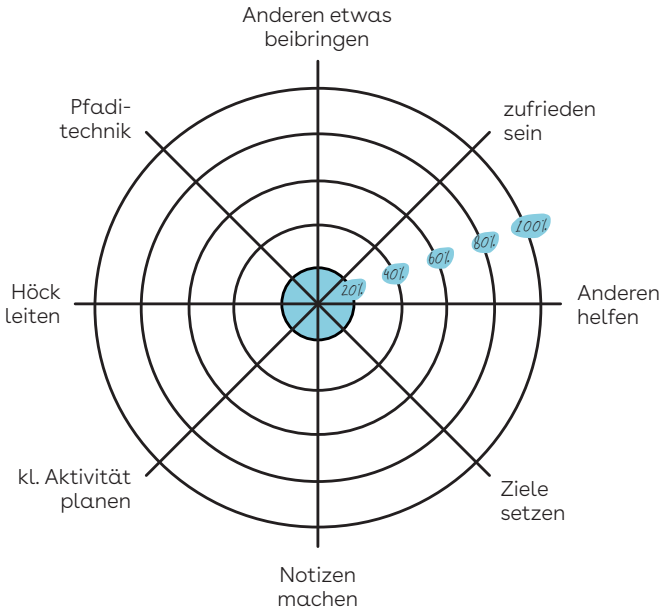 Anderen etwas
beibringen
Pfadi-
technik
zufrieden
sein
100%
80%
60%
40%
20%
Höck
leiten
Anderen
helfen
kl. Aktivität
planen
Ziele
setzen
Notizen
machen